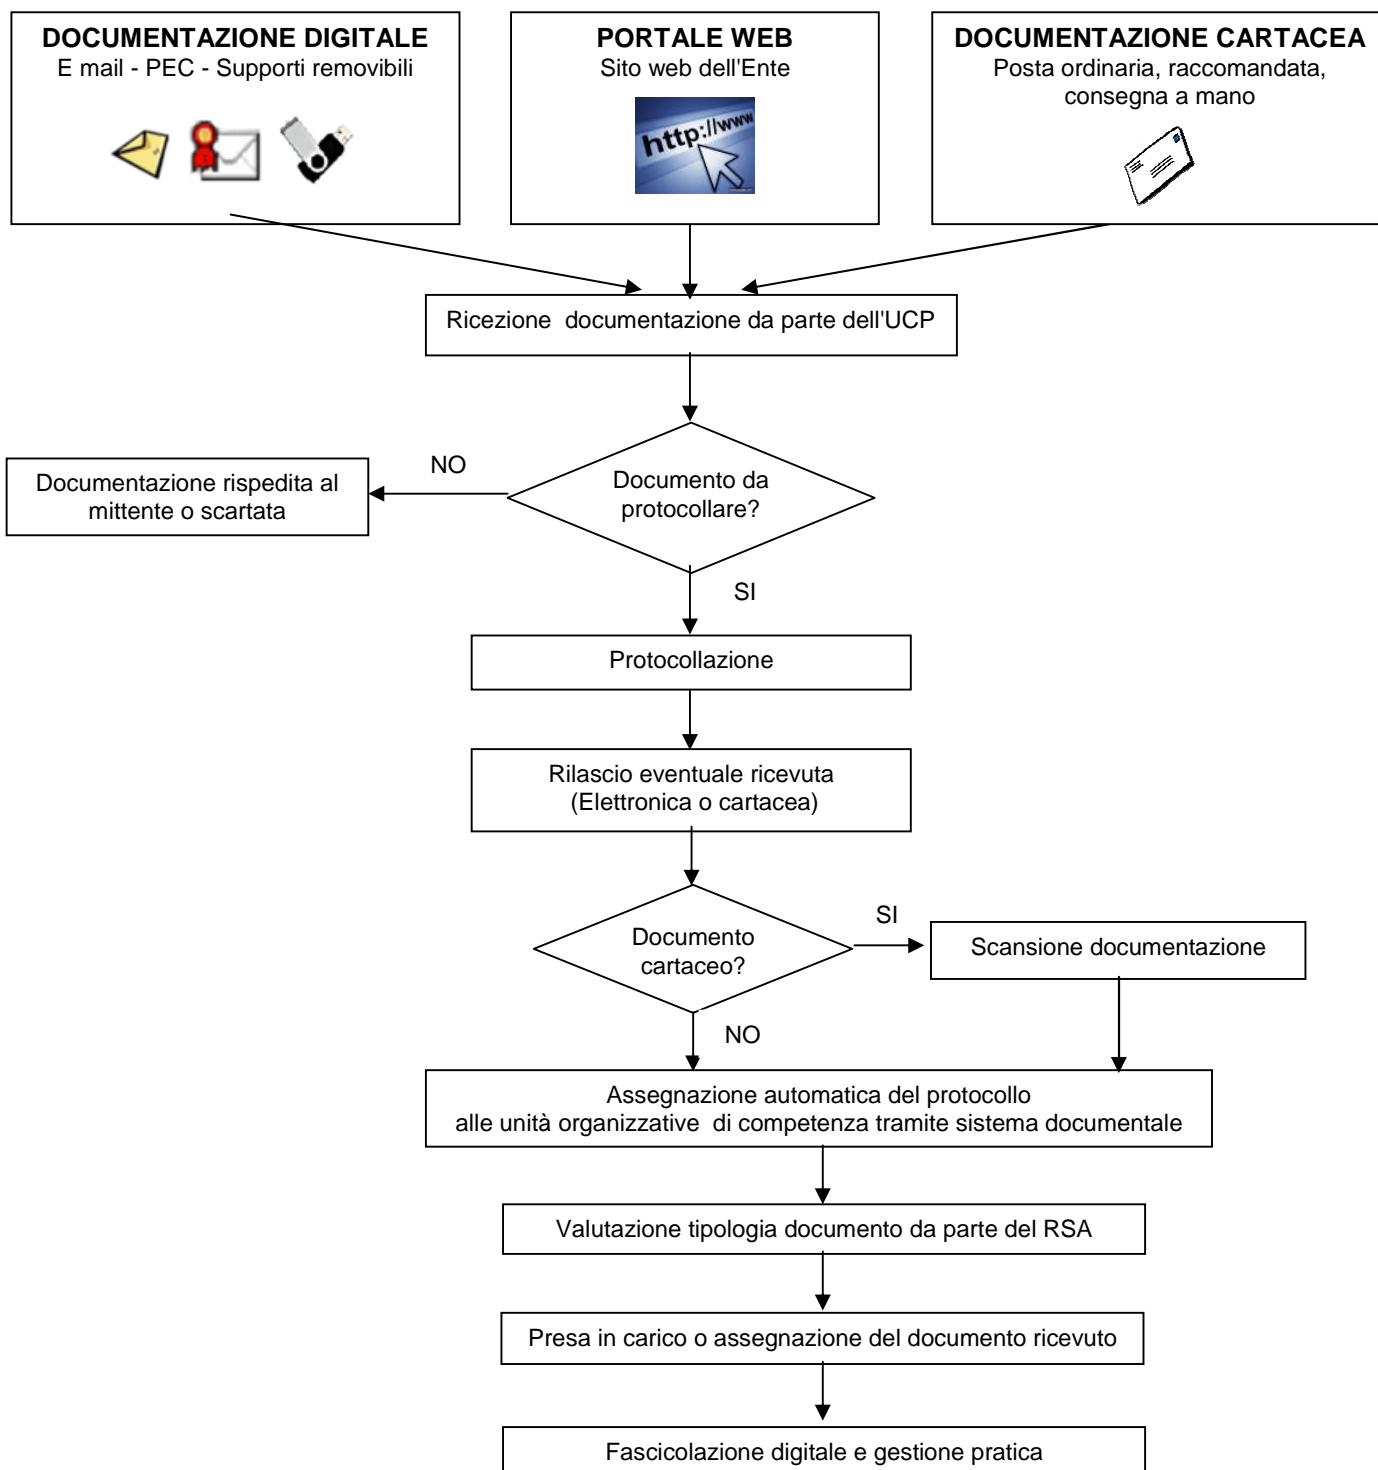 DOCUMENTAZIONE DIGITALE
E mail - PEC - Supporti removibili
PORTALE WEB
Sito web dell'Ente
http://www
DOCUMENTAZIONE CARTACEA
Posta ordinaria, raccomandata,
consegna a mano
Ricezione documentazione da parte dell'UCP
Documento da
protocollare?
NO
Documentazione rispedita al
mittente o scartata
SI
Protocollazione
Rilascio eventuale ricevuta
(Elettronica o cartacea)
Documento
cartaceo?
SI
Scansione documentazione
NO
Assegnazione automatica del protocollo
alle unità organizzative di competenza tramite sistema documentale
Valutazione tipologia documento da parte del RSA
Presa in carico o assegnazione del documento ricevuto
Fascicolazione digitale e gestione pratica